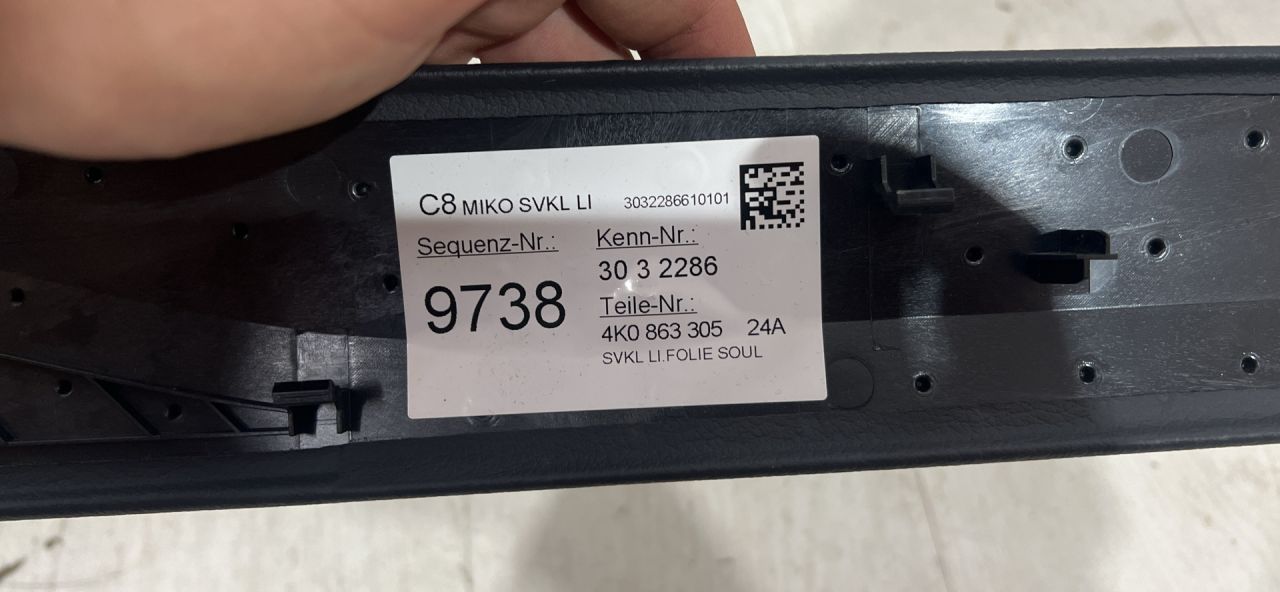 C8 MIKO SVKL LI 3032286610101
Sequenz-Nr.:
9738
Kenn-Nr.:
30 3 2286
Teile-Nr.:
4K0 863 305 24A
SVKL LI.FOLIE SOUL